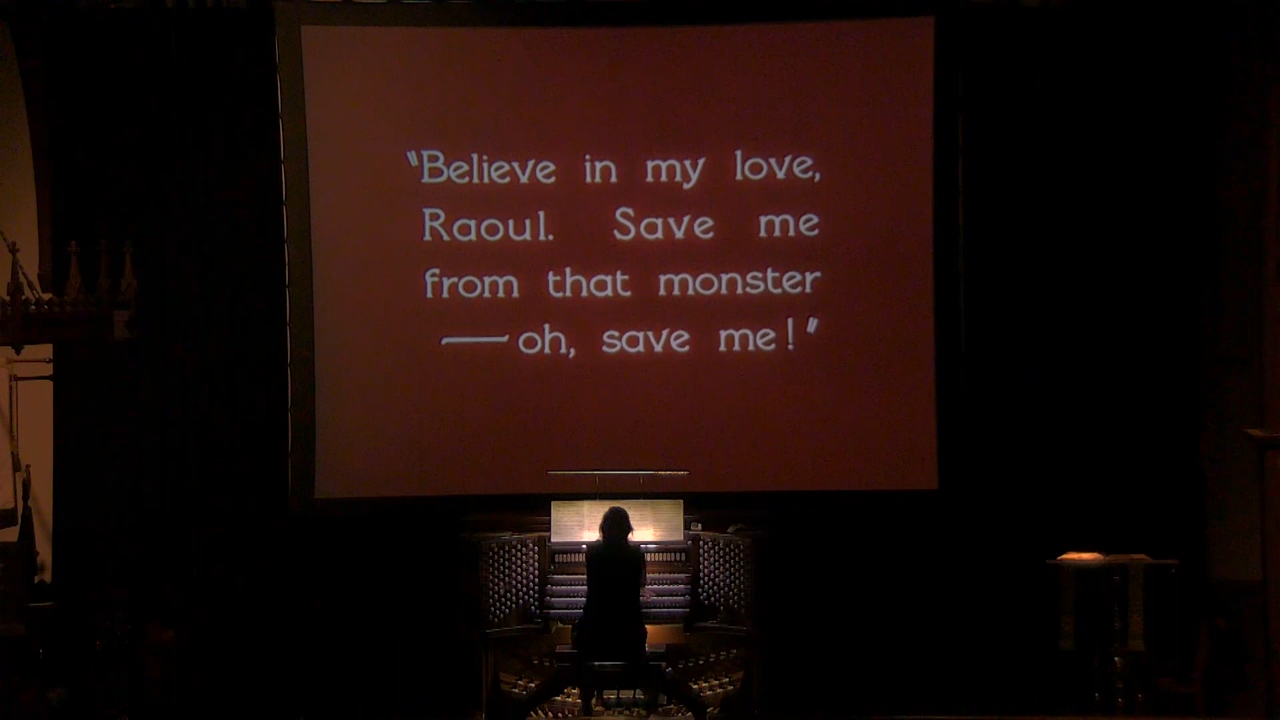 "Believe in my love,
Raoul. Save me
from that monster
—oh, save me!"